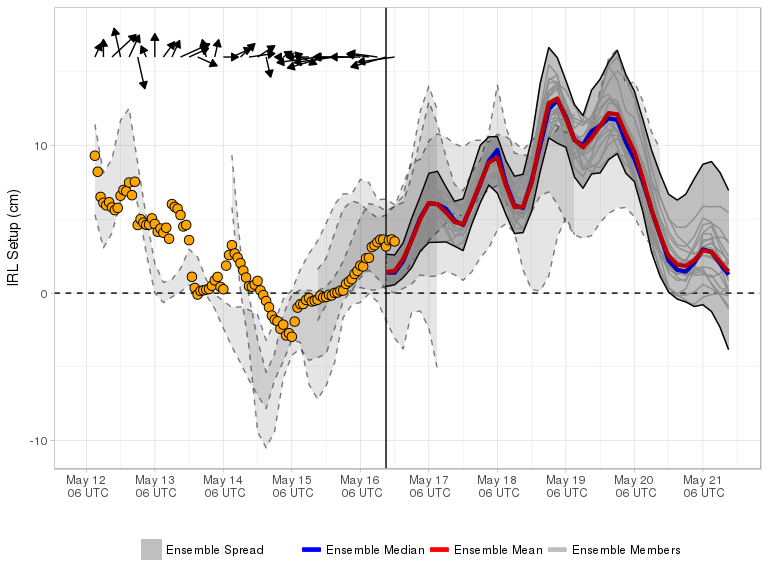 IRL Setup (cm)
10
0
-10
May 12 May 13 May 14 May 15 May 16 May 17 May 18 May 19 May 20 May 21
06 UTC 06 UTC 06 UTC 06 UTC 06 UTC 06 UTC 06 UTC 06 UTC 06 UTC 06 UTC
Ensemble Spread Ensemble Median Ensemble Mean Ensemble Members